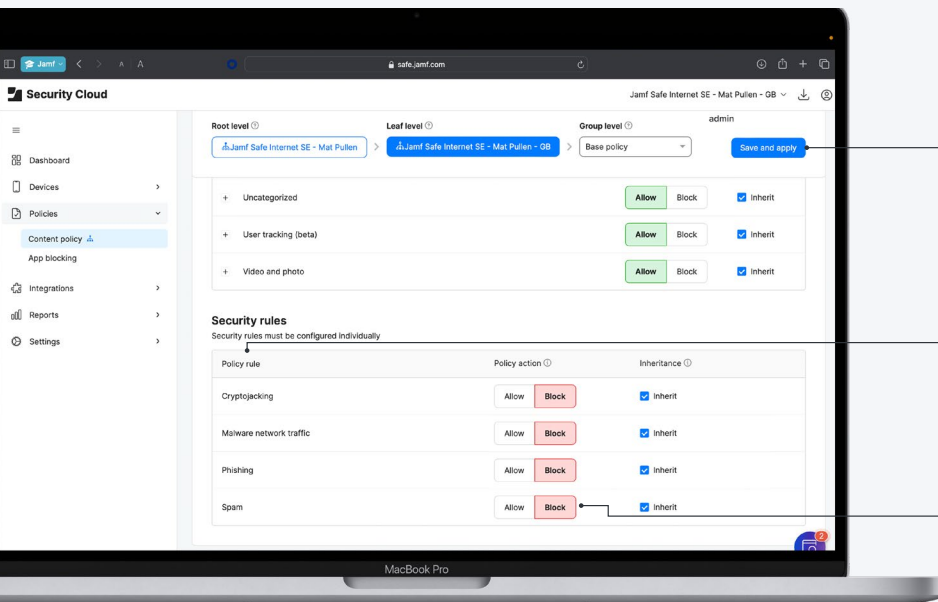 Jamf
A A
safe.jamf.com
Security Cloud
Jamf Safe Internet SE - Mat Pullen - GB
admin
Root level
Leaf level
Group level
Jamf Safe Internet SE - Mat Pullen
>
Jamf Safe Internet SE - Mat Pullen - GB
>
Base policy
Save and apply
Dashboard
Devices
Policies
Content policy
App blocking
Integrations
Reports
Settings
+ Uncategorized Allow Block Inherit
+ User tracking (beta) Allow Block Inherit
+ Video and photo Allow Block Inherit
Security rules
Security rules must be configured individually
Policy rule Policy action Inheritance
Cryptojacking Allow Block Inherit
Malware network traffic Allow Block Inherit
Phishing Allow Block Inherit
Spam Allow Block Inherit
2
MacBook Pro